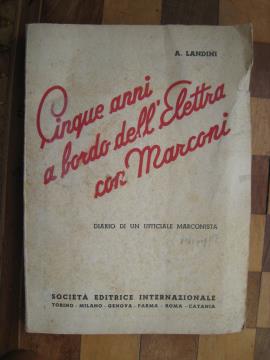 A. LANDINI
Cinque anni
a bordo dell'Elettra
con Marconi
DIARIO DI UN UFFICIALE MARCONISTA
SOCIETÀ EDITRICE INTERNAZIONALE
TORINO - MILANO - GENOVA - PARMA - ROMA - CATANIA